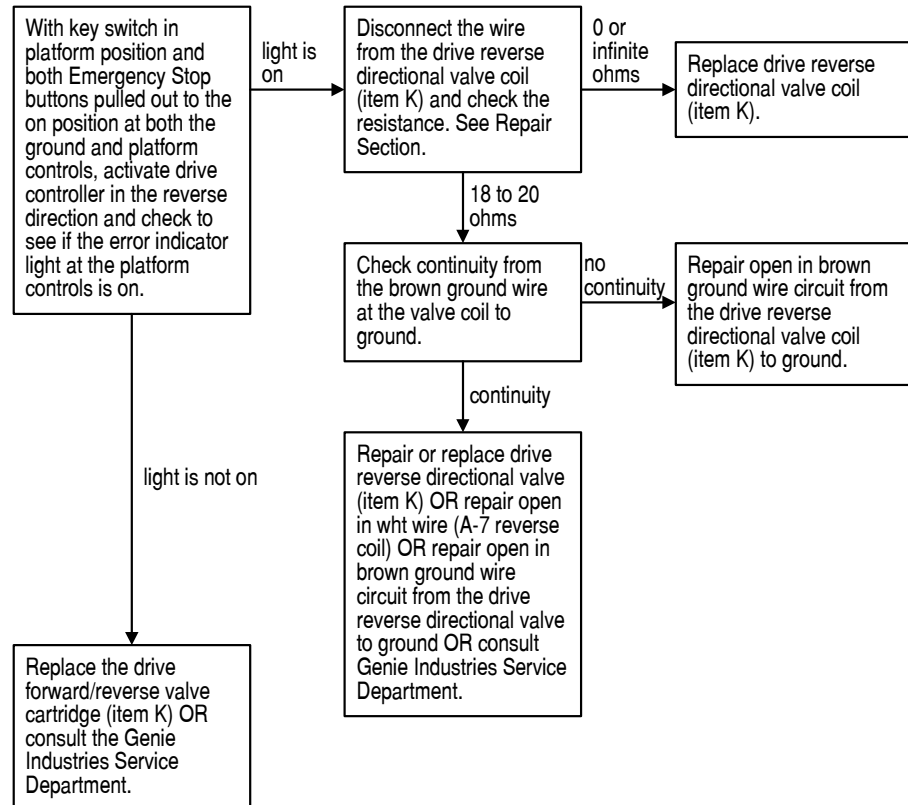 With key switch in
platform position and
both Emergency Stop
buttons pulled out to the
on position at both the
ground and platform
controls, activate drive
controller in the reverse
direction and check to
see if the error indicator
light at the platform
controls is on.
light is
on
Disconnect the wire
from the drive reverse
directional valve coil
(item K) and check the
resistance. See Repair
Section.
0 or
infinite
ohms
Replace drive reverse
directional valve coil
(item K).
18 to 20
ohms
Check continuity from
the brown ground wire
at the valve coil to
ground.
no
continuity
Repair open in brown
ground wire circuit from
the drive reverse
directional valve coil
(item K) to ground.
continuity
Repair or replace drive
reverse directional valve
(item K) OR repair open
in wht wire (A-7 reverse
coil) OR repair open in
brown ground wire
circuit from the drive
reverse directional valve
to ground OR consult
Genie Industries Service
Department.
light is not on
Replace the drive
forward/reverse valve
cartridge (item K) OR
consult the Genie
Industries Service
Department.